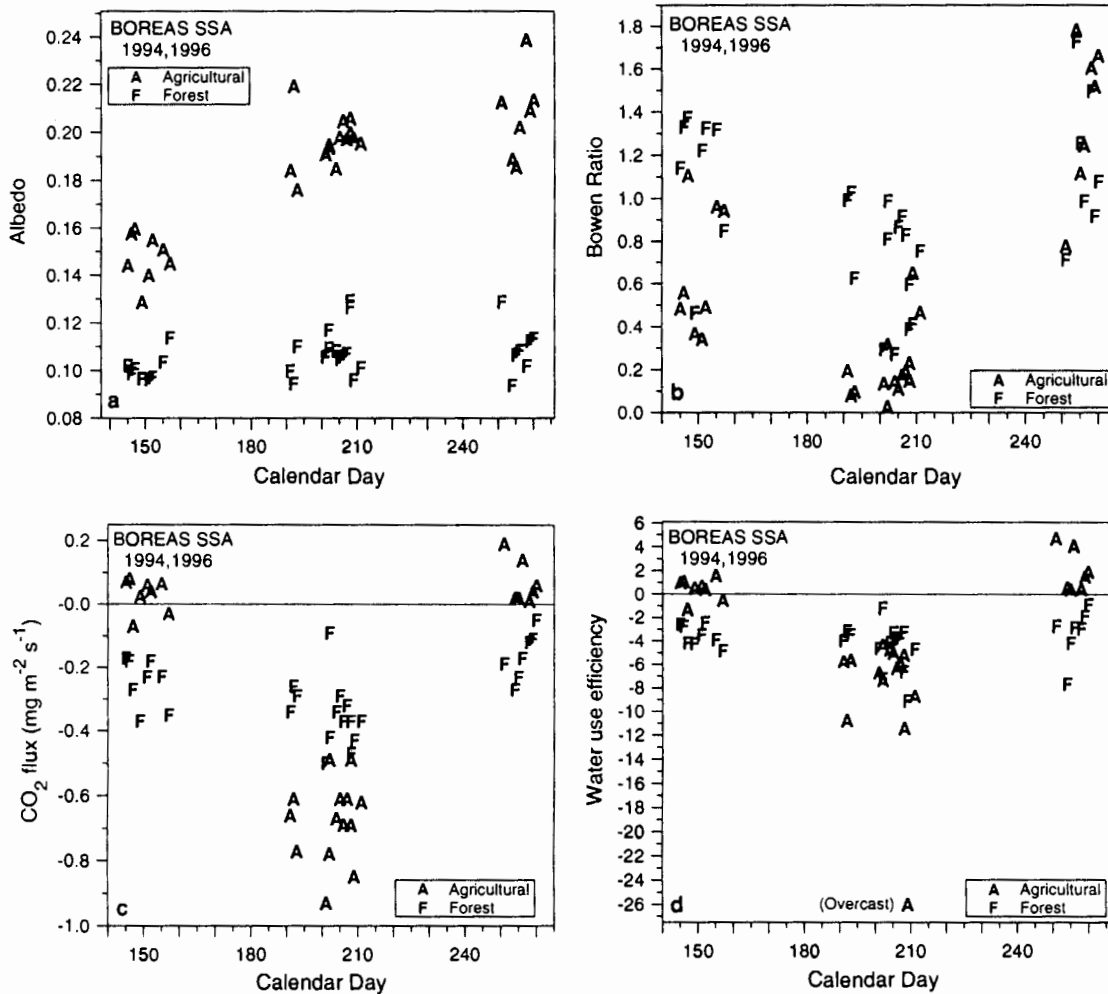 BOREAS SSA
1994,1996
A Agricultural
F Forest
Albedo
0.24
0.22
0.20
0.18
0.16
0.14
0.12
0.10
0.08
a
150 180 210 240
Calendar Day
BOREAS SSA
1994,1996
Bowen Ratio
1.8
1.6
1.4
1.2
1.0
0.8
0.6
0.4
0.2
0.0
b
A Agricultural
F Forest
150 180 210 240
Calendar Day
BOREAS SSA
1994,1996
CO2 flux (mg m-2 s-1)
0.2
-0.0
-0.2
-0.4
-0.6
-0.8
-1.0
c
A Agricultural
F Forest
150 180 210 240
Calendar Day
BOREAS SSA
1994,1996
Water use efficiency
6
4
2
0
-2
-4
-6
-8
-10
-12
-14
-16
-18
-20
-22
-24
-26
d
(Overcast) A
A Agricultural
F Forest
150 180 210 240
Calendar Day